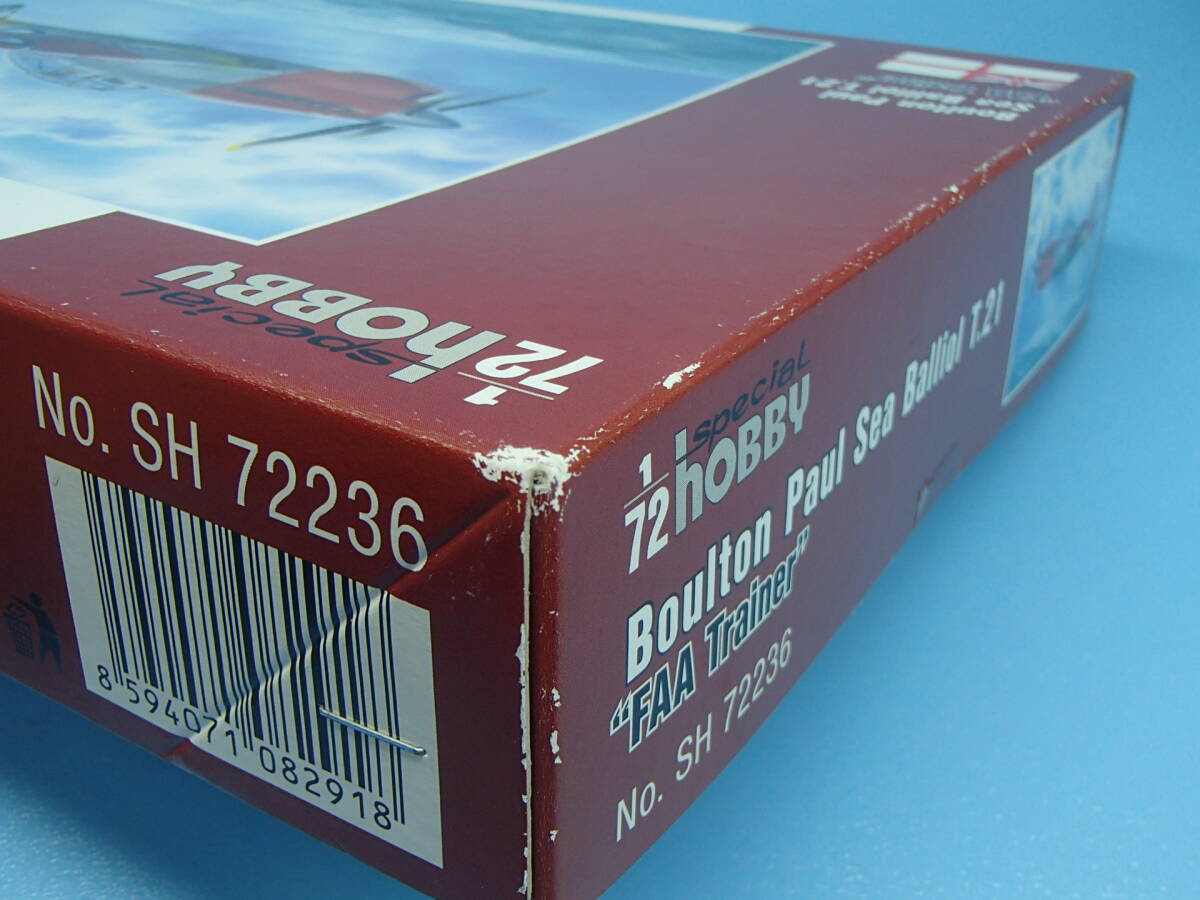 Boulton Paul
Sea Balliol T.21
special
HOBBY
1/72
No. SH 72236
8 594071 082918
1/72
special
HOBBY
Boulton Paul Sea Balliol T.21
“FAA Trainer”
No. SH 72236